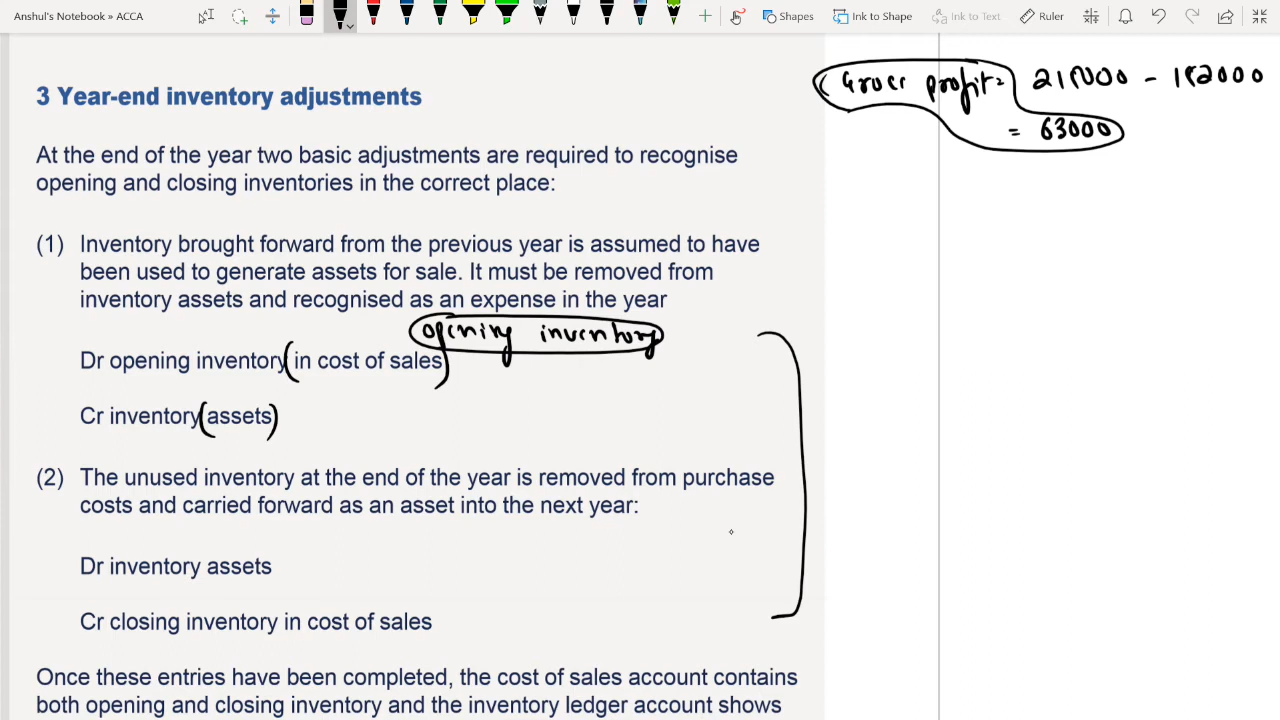 Anshul's Notebook » ACCA
Shapes
Ink to Shape
Ink to Text
Ruler
Gross profit = 215000 - 152000
= 63000
3 Year-end inventory adjustments
At the end of the year two basic adjustments are required to recognise
opening and closing inventories in the correct place:
(1) Inventory brought forward from the previous year is assumed to have
been used to generate assets for sale. It must be removed from
inventory assets and recognised as an expense in the year
opening inventory
Dr opening inventory (in cost of sales)
Cr inventory (assets)
(2) The unused inventory at the end of the year is removed from purchase
costs and carried forward as an asset into the next year:
Dr inventory assets
Cr closing inventory in cost of sales
Once these entries have been completed, the cost of sales account contains
both opening and closing inventory and the inventory ledger account shows